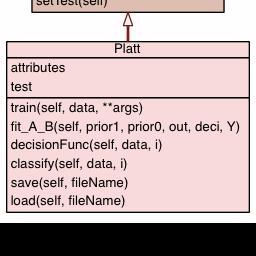 setTest(self)
Platt
attributes
test
train(self, data, **args)
fit_A_B(self, prior1, prior0, out, deci, Y)
decisionFunc(self, data, i)
classify(self, data, i)
save(self, fileName)
load(self, fileName)